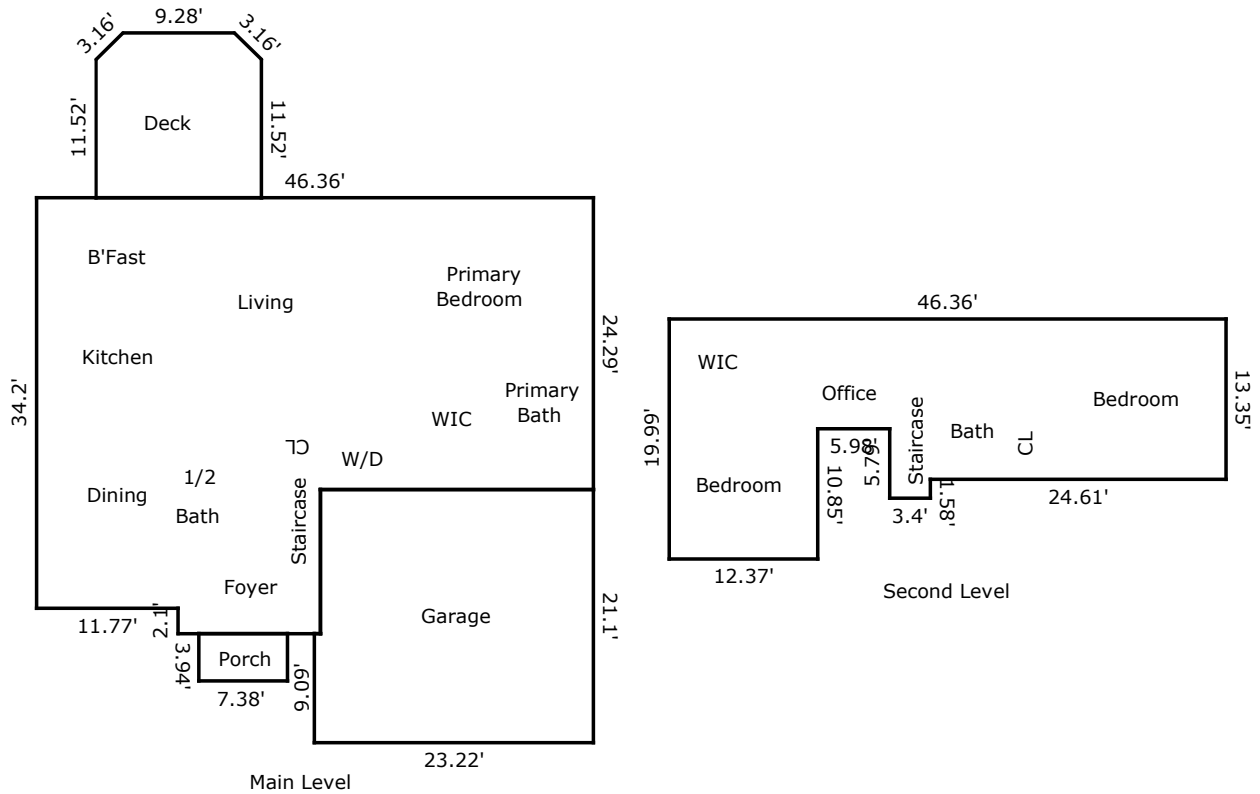 9.28'
3.16'
3.16'
11.52'
Deck
11.52'
46.36'
B'Fast
Living
Primary
Bedroom
34.2'
Kitchen
24.29'
Primary
Bath
WIC
CL
W/D
Dining
1/2
Bath
Staircase
Foyer
Garage
21.1'
11.77'
2.1'
3.94'
Porch
7.38'
9.09'
23.22'
Main Level
46.36'
WIC
Office
Bedroom
13.35'
19.99'
Staircase
Bath
CL
5.98'
5.79'
Bedroom
10.85'
3.4'
1.58'
24.61'
12.37'
Second Level